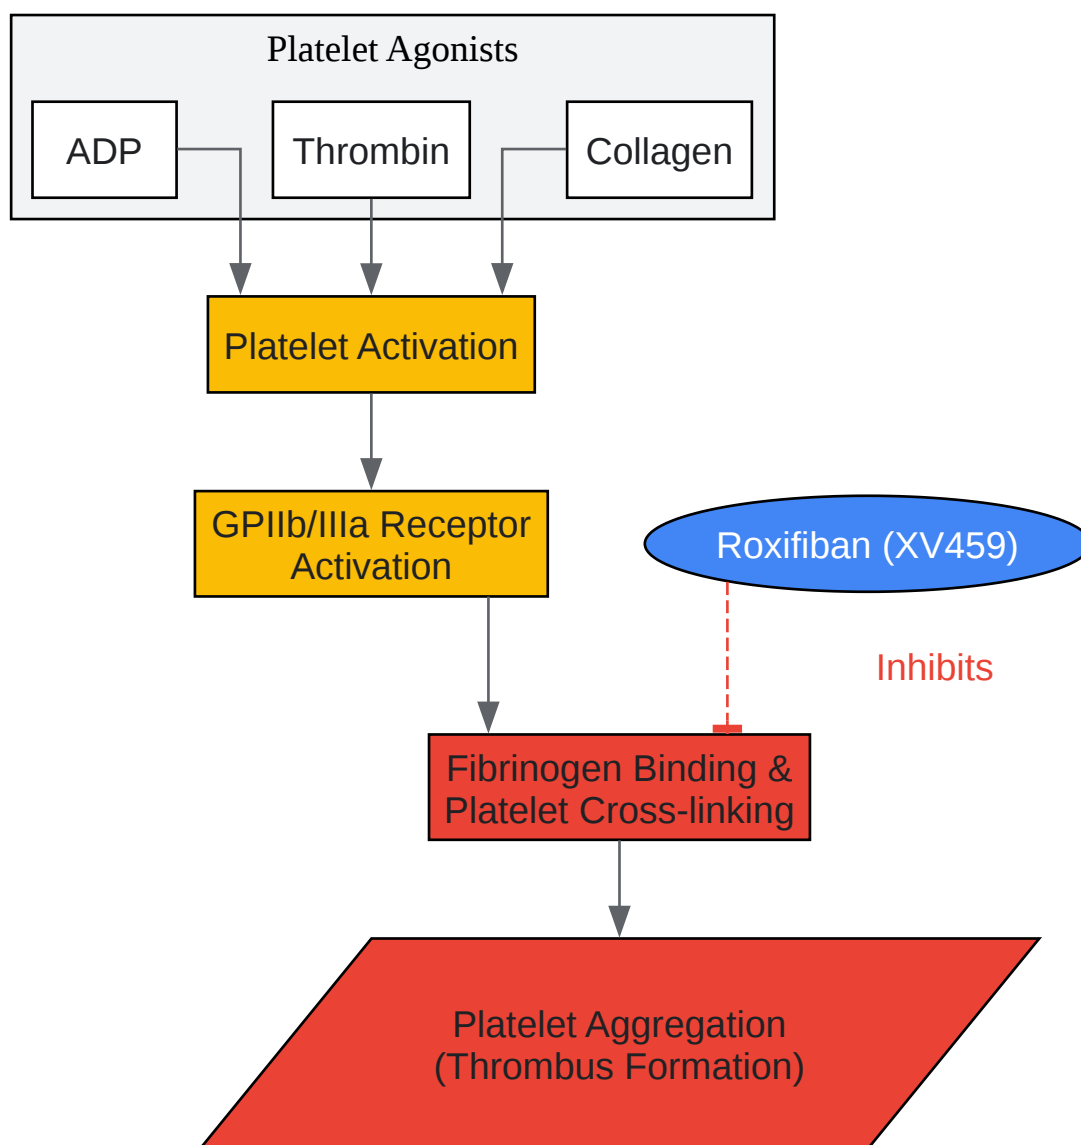 Platelet Agonists
ADP
Thrombin
Collagen
Platelet Activation
GPIIb/IIIa Receptor
Activation
Roxifiban (XV459)
Inhibits
Fibrinogen Binding &
Platelet Cross-linking
Platelet Aggregation
(Thrombus Formation)